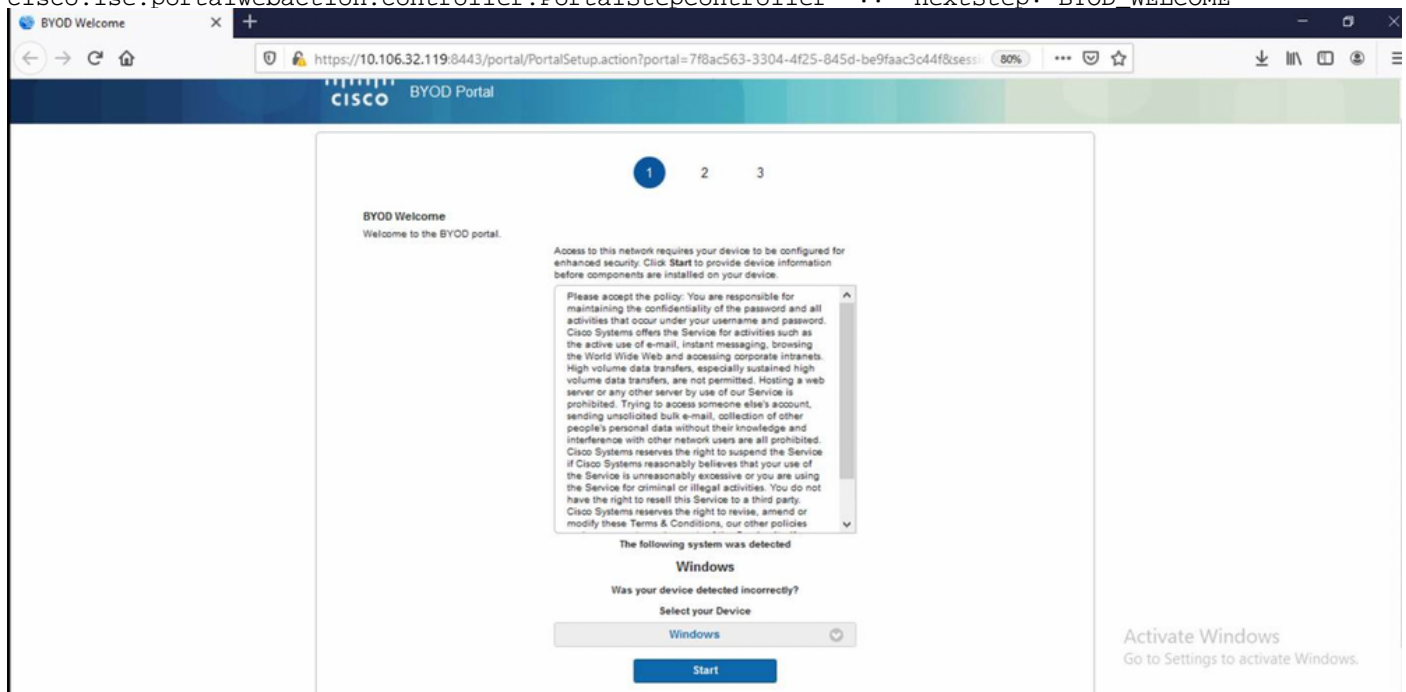 cisco.ise.portalwebaction.controller.PortalStepController -::- nextStep: BYOD_WELCOME
BYOD Welcome
https://10.106.32.119:8443/portal/PortalSetup.action?portal=7f8ac563-3304-4f25-845d-be9faac3c44f&sessi
80%
CISCO BYOD Portal
1 2 3
BYOD Welcome
Welcome to the BYOD portal.
Access to this network requires your device to be configured for
enhanced security. Click Start to provide device information
before components are installed on your device.
Please accept the policy: You are responsible for
maintaining the confidentiality of the password and all
activities that occur under your username and password.
Cisco Systems offers the Service for activities such as
the active use of e-mail, instant messaging, browsing
the World Wide Web and accessing corporate intranets.
High volume data transfers, especially sustained high
volume data transfers, are not permitted. Hosting a web
server or any other server by use of our Service is
prohibited. Trying to access someone else's account,
sending unsolicited bulk e-mail, collection of other
people's personal data without their knowledge and
interference with other network users are all prohibited.
Cisco Systems reserves the right to suspend the Service
if Cisco Systems reasonably believes that your use of
the Service is unreasonably excessive or you are using
the Service for criminal or illegal activities. You do not
have the right to resell this Service to a third party.
Cisco Systems reserves the right to revise, amend or
modify these Terms & Conditions, our other policies
The following system was detected
Windows
Was your device detected incorrectly?
Select your Device
Windows
Start
Activate Windows
Go to Settings to activate Windows.